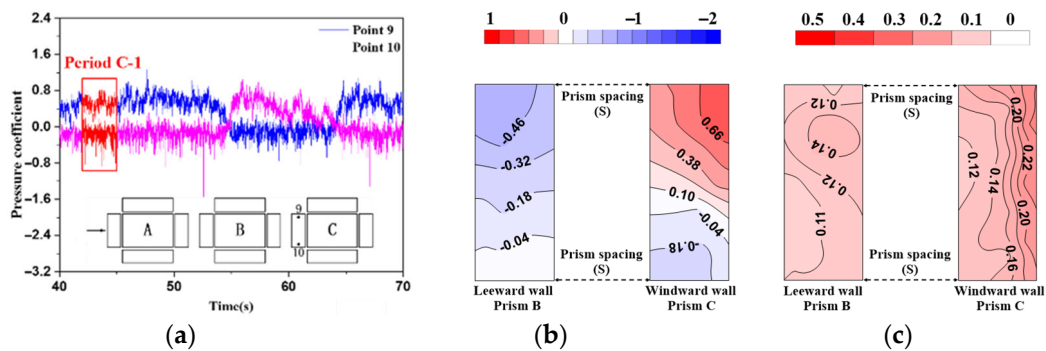 2.4
1.6
0.8
0.0
-0.8
-1.6
-2.4
-3.2
Pressure coefficient
Point 9
Point 10
Period C-1
A
B
C
9
10
40
50
60
70
Time(s)
(a)
1
0
−1
−2
-0.46
-0.32
-0.18
-0.04
Prism spacing
(S)
Prism spacing
(S)
0.66
0.38
0.10
-0.04
-0.18
Leeward wall
Prism B
Windward wall
Prism C
(b)
0.5
0.4
0.3
0.2
0.1
0
0.12
0.14
0.12
0.11
Prism spacing
(S)
Prism spacing
(S)
0.20
0.12
0.14
0.22
0.20
0.16
Leeward wall
Prism B
Windward wall
Prism C
(c)